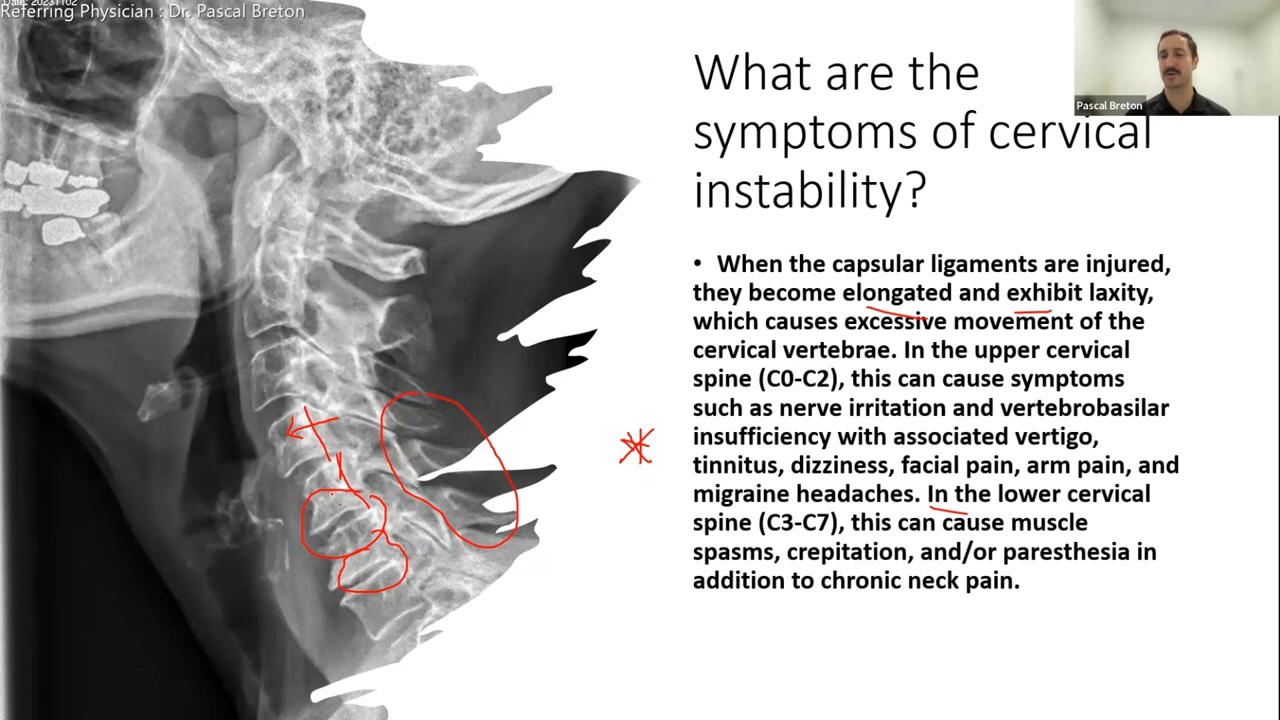 Date: 20231102
Referring Physician : Dr. Pascal Breton
What are the
symptoms of cervical
instability?
Pascal Breton
• When the capsular ligaments are injured,
they become elongated and exhibit laxity,
which causes excessive movement of the
cervical vertebrae. In the upper cervical
spine (C0-C2), this can cause symptoms
such as nerve irritation and vertebrobasilar
insufficiency with associated vertigo,
tinnitus, dizziness, facial pain, arm pain, and
migraine headaches. In the lower cervical
spine (C3-C7), this can cause muscle
spasms, crepitation, and/or paresthesia in
addition to chronic neck pain.